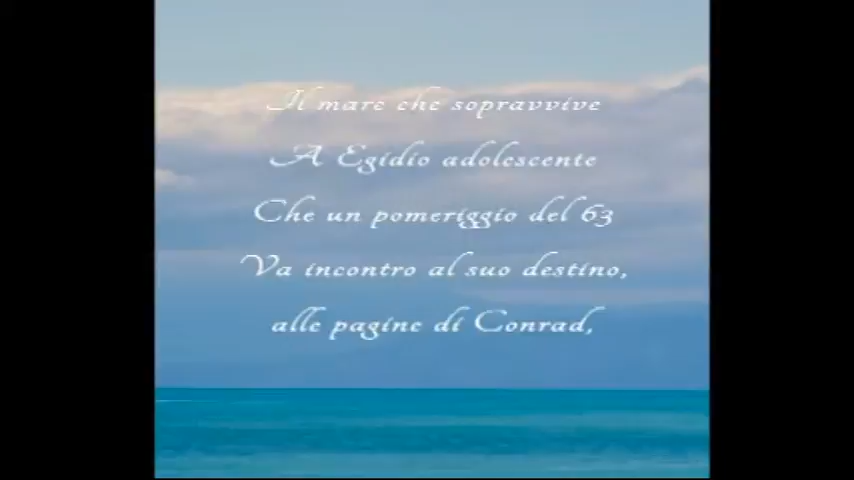 Il mare che sopravvive
A Egidio adolescente
Che un pomeriggio del 63
Va incontro al suo destino,
alle pagine di Conrad,